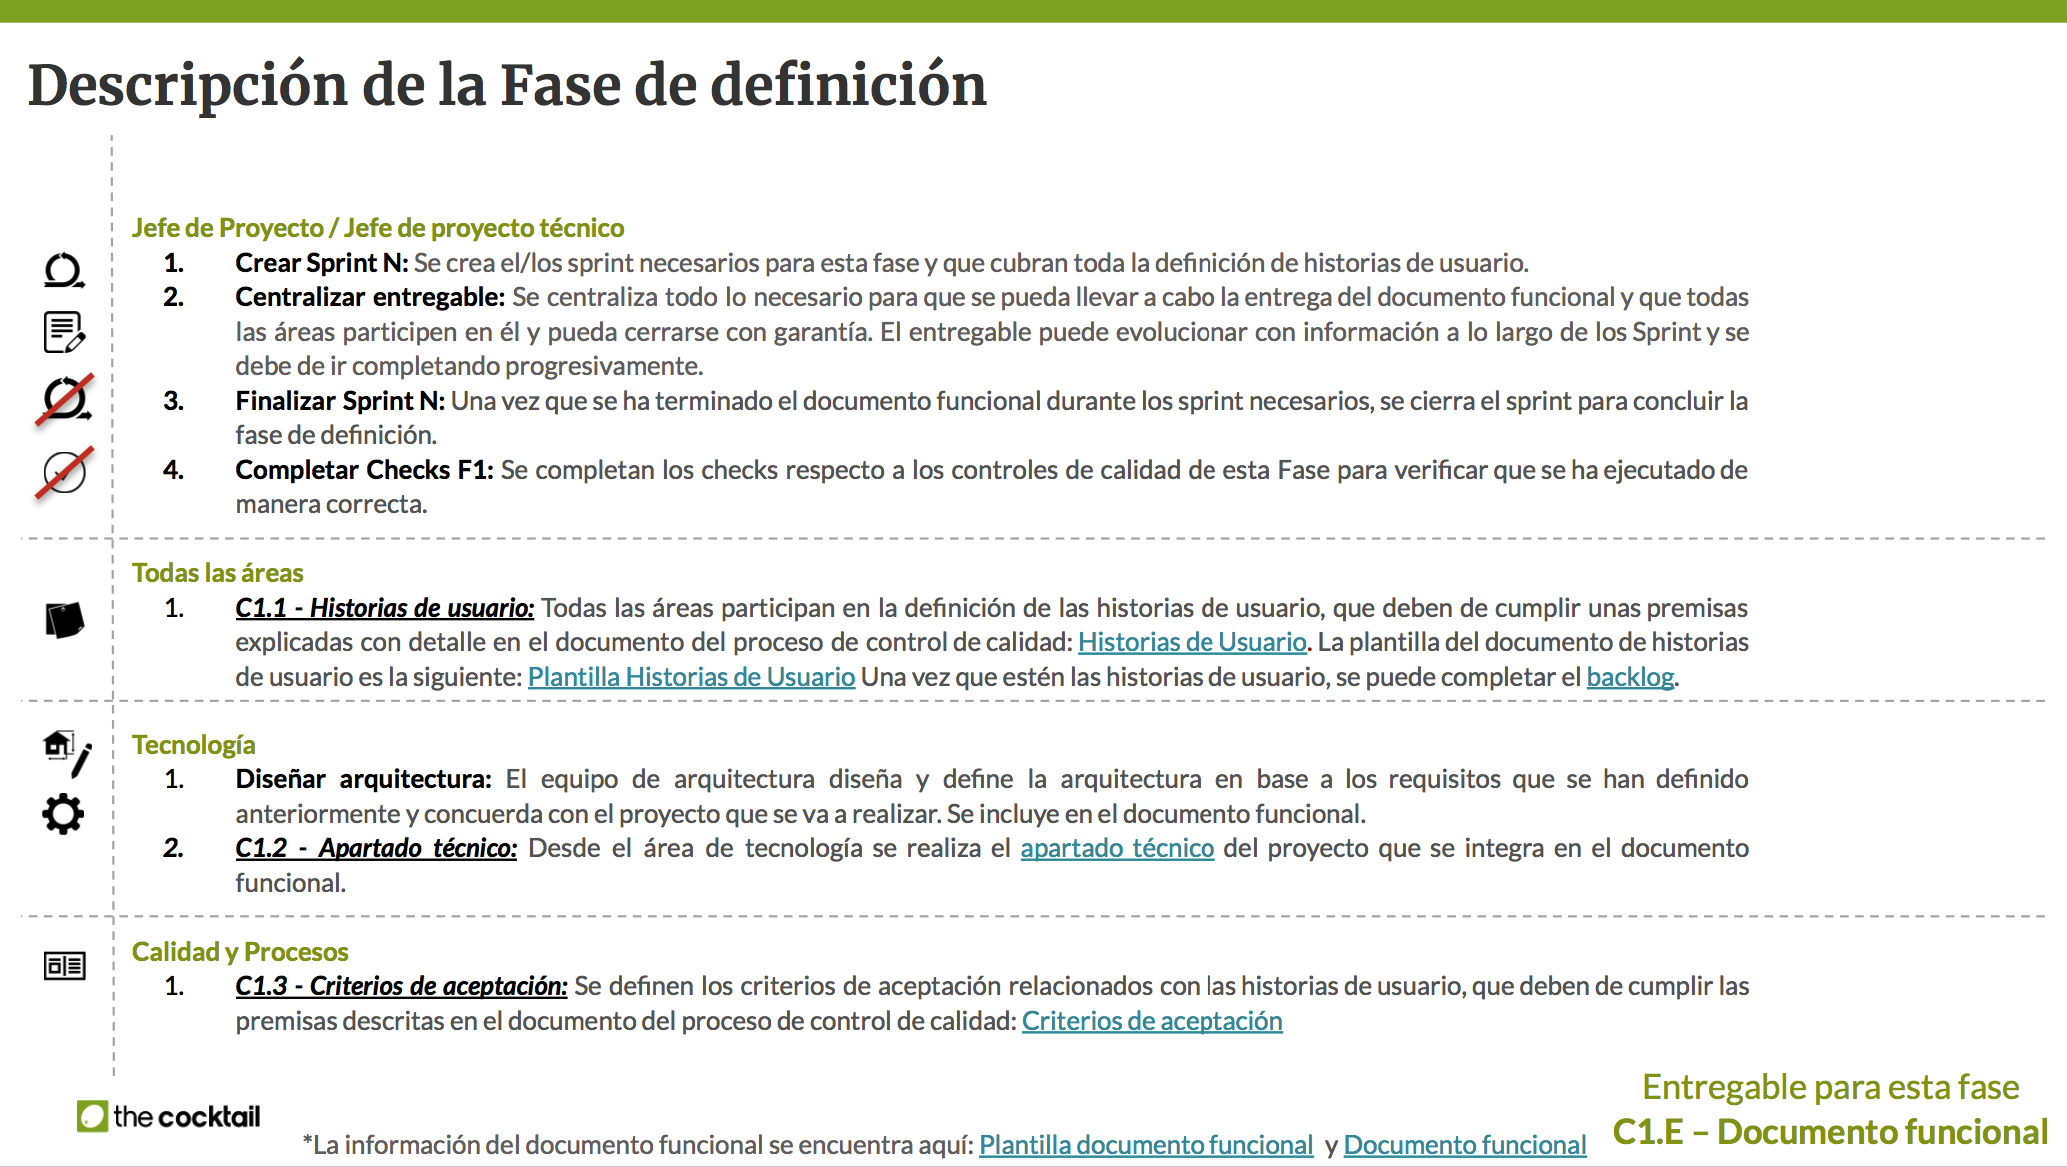 Descripción de la Fase de definición
Jefe de Proyecto / Jefe de proyecto técnico
1. Crear Sprint N: Se crea el/los sprint necesarios para esta fase y que cubran toda la definición de historias de usuario.
2. Centralizar entregable: Se centraliza todo lo necesario para que se pueda llevar a cabo la entrega del documento funcional y que todas
las áreas participen en él y pueda cerrarse con garantía. El entregable puede evolucionar con información a lo largo de los Sprint y se
debe de ir completando progresivamente.
3. Finalizar Sprint N: Una vez que se ha terminado el documento funcional durante los sprint necesarios, se cierra el sprint para concluir la
fase de definición.
4. Completar Checks F1: Se completan los checks respecto a los controles de calidad de esta Fase para verificar que se ha ejecutado de
manera correcta.
Todas las áreas
1. C1.1 - Historias de usuario: Todas las áreas participan en la definición de las historias de usuario, que deben de cumplir unas premisas
explicadas con detalle en el documento del proceso de control de calidad: Historias de Usuario. La plantilla del documento de historias
de usuario es la siguiente: Plantilla Historias de Usuario Una vez que estén las historias de usuario, se puede completar el backlog.
Tecnología
1. Diseñar arquitectura: El equipo de arquitectura diseña y define la arquitectura en base a los requisitos que se han definido
anteriormente y concuerda con el proyecto que se va a realizar. Se incluye en el documento funcional.
2. C1.2 - Apartado técnico: Desde el área de tecnología se realiza el apartado técnico del proyecto que se integra en el documento
funcional.
Calidad y Procesos
1. C1.3 - Criterios de aceptación: Se definen los criterios de aceptación relacionados con las historias de usuario, que deben de cumplir las
premisas descritas en el documento del proceso de control de calidad: Criterios de aceptación
Entregable para esta fase
C1.E – Documento funcional
the cocktail
*La información del documento funcional se encuentra aquí: Plantilla documento funcional y Documento funcional